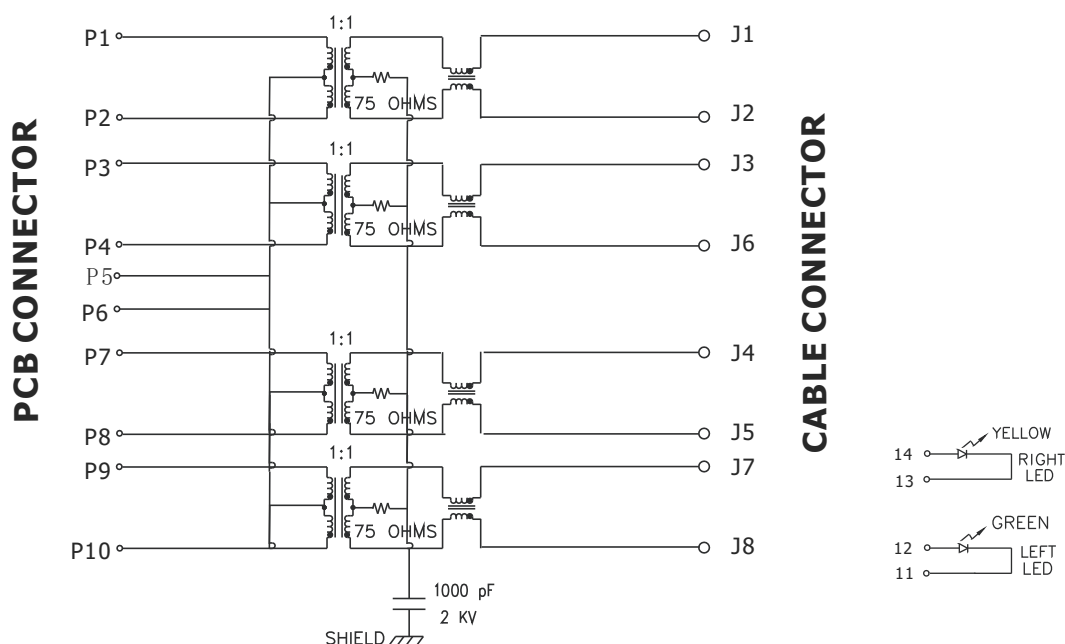 PCB CONNECTOR
CABLE CONNECTOR
1:1
P1
J1
75 OHMS
P2
J2
1:1
P3
J3
75 OHMS
P4
J6
P5
P6
1:1
P7
J4
75 OHMS
P8
J5
1:1
P9
J7
75 OHMS
P10
J8
1000 pF
2 KV
SHIELD
YELLOW
14
RIGHT
LED
13
GREEN
12
LEFT
LED
11